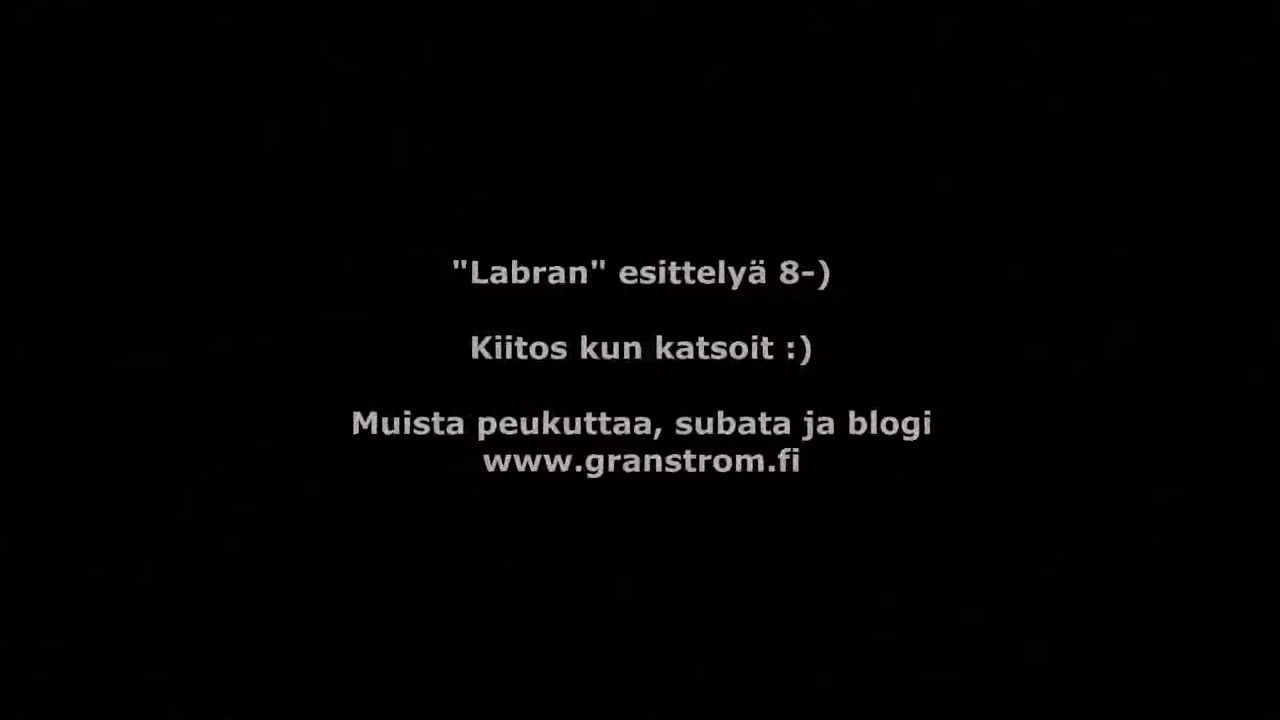 "Labran" esittelyä 8-)
Kiitos kun katsoit :)
Muista peukuttaa, subata ja blogi
www.granstrom.fi